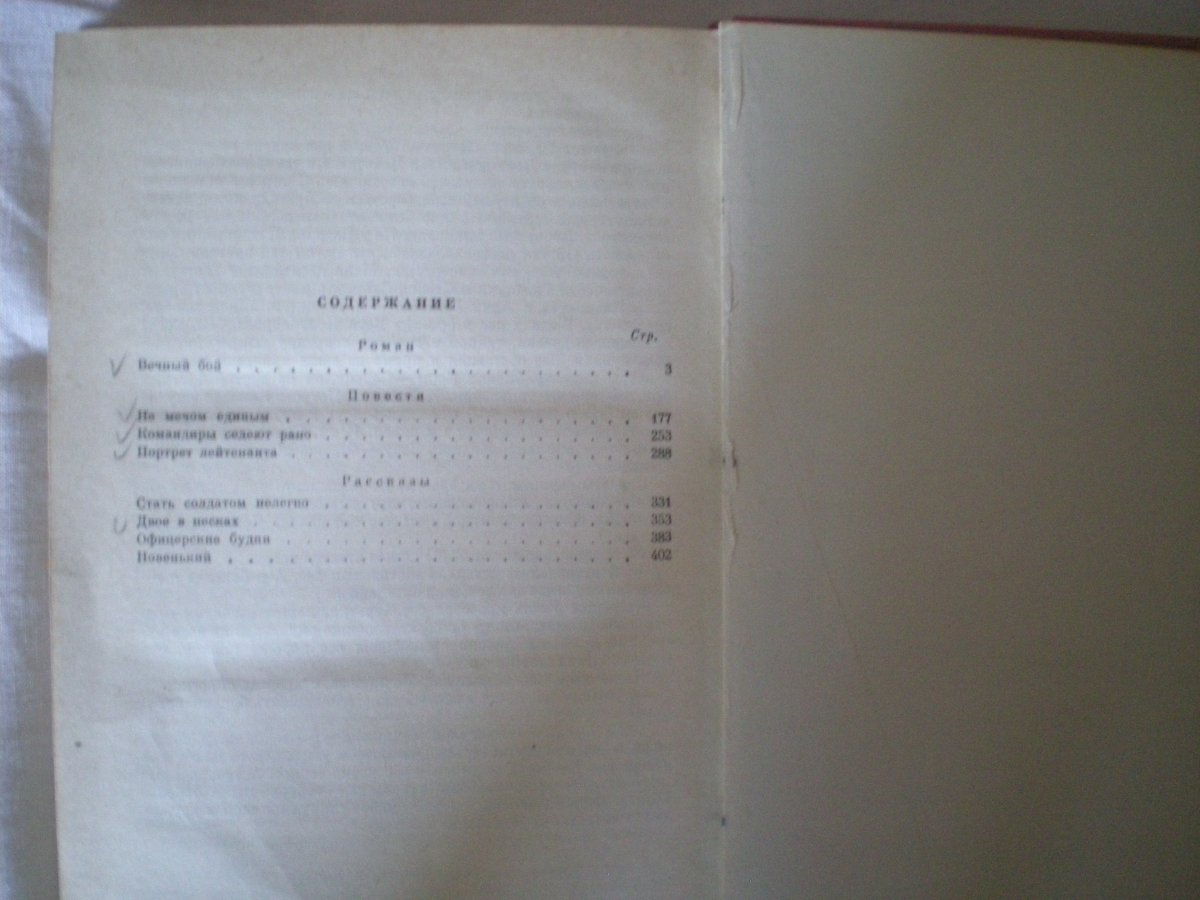 СОДЕРЖАНИЕ
Стр.
Роман
Вечный бой . . . . . . . . . . . . . . . . . . . . . . 3
Повести
Не мечом единым . . . . . . . . . . . . . . . . . . . 177
Командиры седеют рано . . . . . . . . . . . . . . . . . 253
Портрет лейтенанта . . . . . . . . . . . . . . . . . . . 288
Рассказы
Стать солдатом нелегко . . . . . . . . . . . . . . . . . 331
Двое в песках . . . . . . . . . . . . . . . . . . . . . 353
Офицерские будни . . . . . . . . . . . . . . . . . . . 383
Новенький . . . . . . . . . . . . . . . . . . . . . . 402